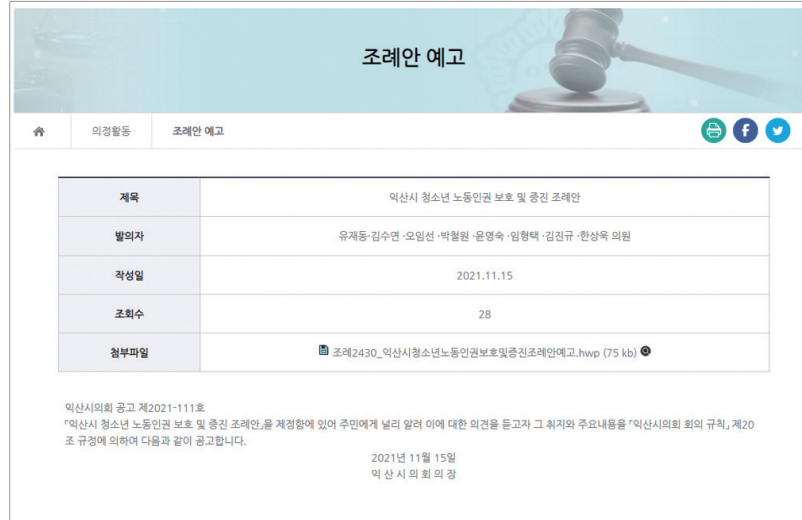 조례안 예고
의정활동 조례안 예고
제목 익산시 청소년 노동인권 보호 및 증진 조례안
발의자 유재동·김수연 ·오임선 ·박철원 ·윤영숙 ·임형택 ·김진규 ·한상욱 의원
작성일 2021.11.15
조회수 28
첨부파일 조례2430_익산시청소년노동인권보호및증진조례안예고.hwp (75 kb)
익산시의회 공고 제2021-111호
「익산시 청소년 노동인권 보호 및 증진 조례안」을 제정함에 있어 주민에게 널리 알려 이에 대한 의견을 듣고자 그 취지와 주요내용을 「익산시의회 회의 규칙」 제20
조 규정에 의하여 다음과 같이 공고합니다.
2021년 11월 15일
익 산 시 의 회 의 장